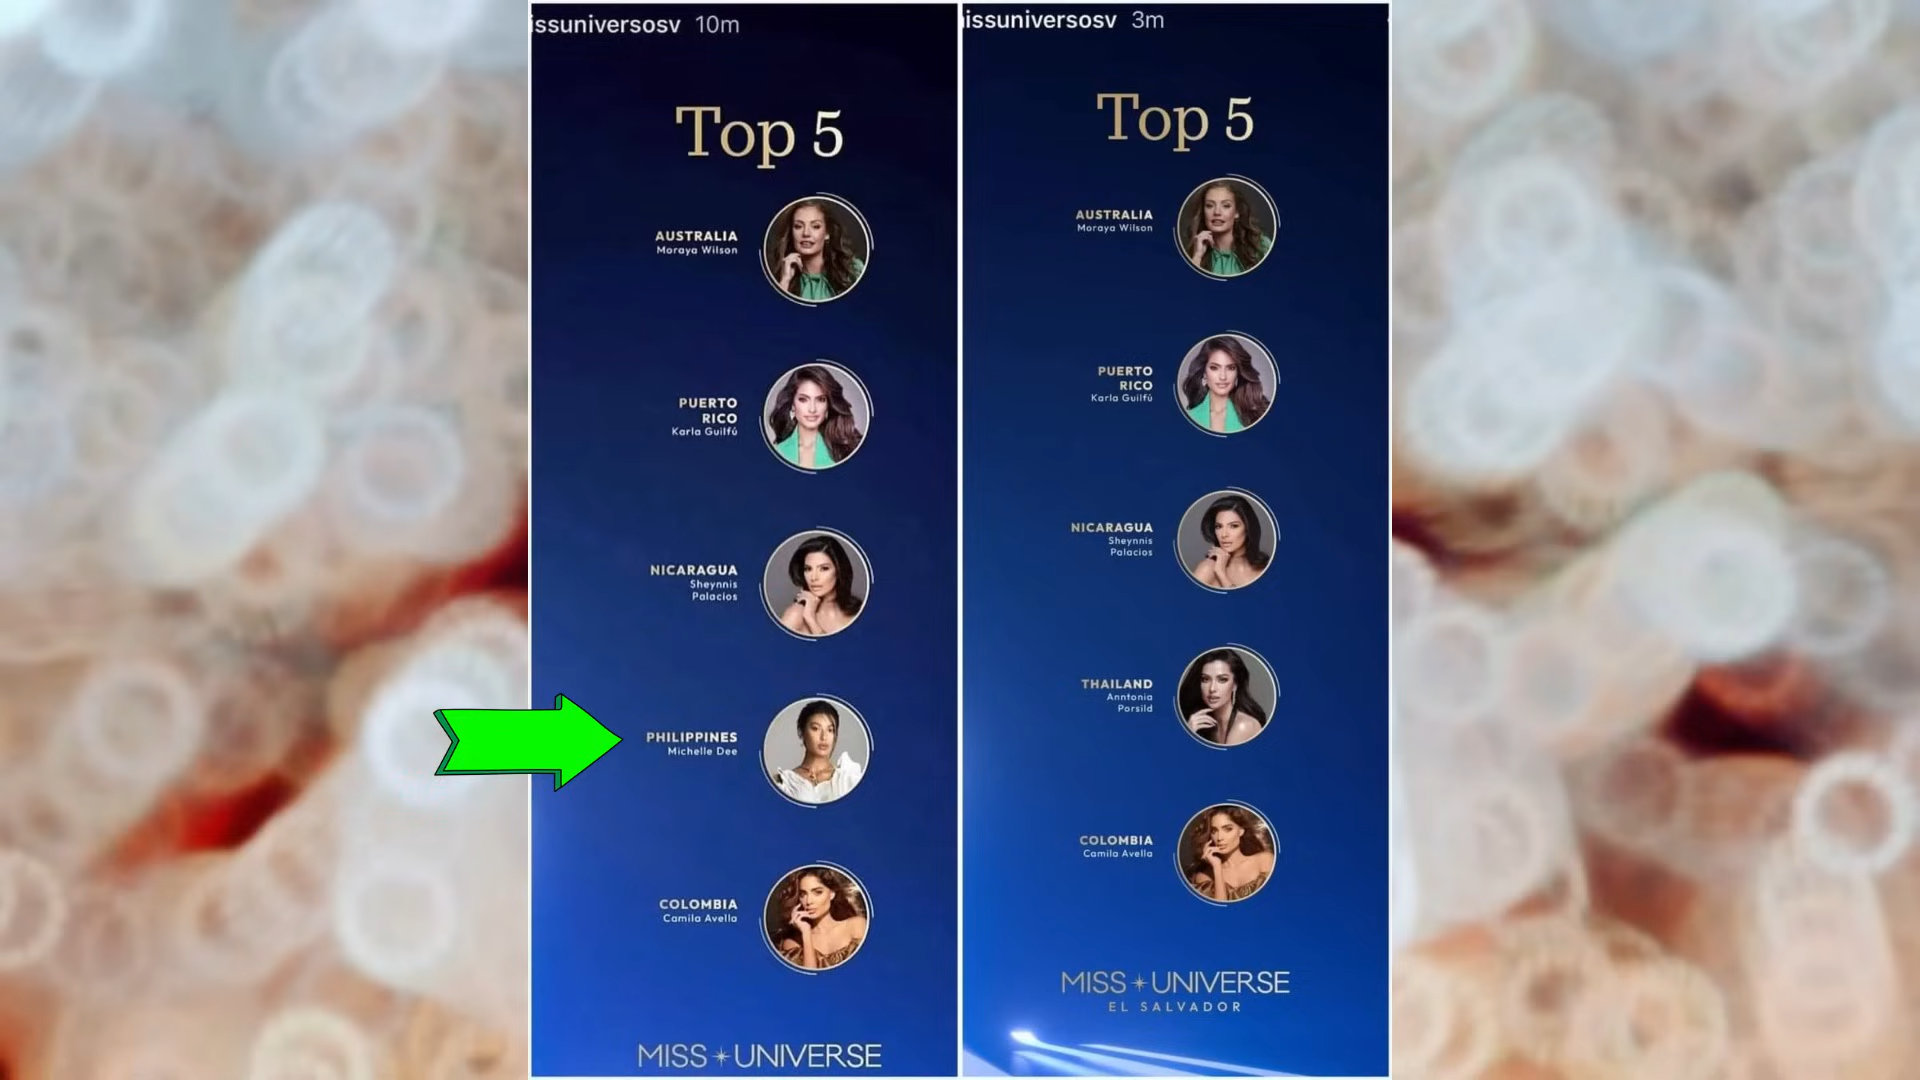 issuniversosv 10m
Top 5
AUSTRALIA
Moraya Wilson
PUERTO
RICO
Karla Guilfú
NICARAGUA
Sheynnis
Palacios
PHILIPPINES
Michelle Dee
COLOMBIA
Camila Avella
MISS UNIVERSE
issuniversosv 3m
Top 5
AUSTRALIA
Moraya Wilson
PUERTO
RICO
Karla Guilfú
NICARAGUA
Sheynnis
Palacios
THAILAND
Anntonia
Porsild
COLOMBIA
Camila Avella
MISS UNIVERSE
EL SALVADOR